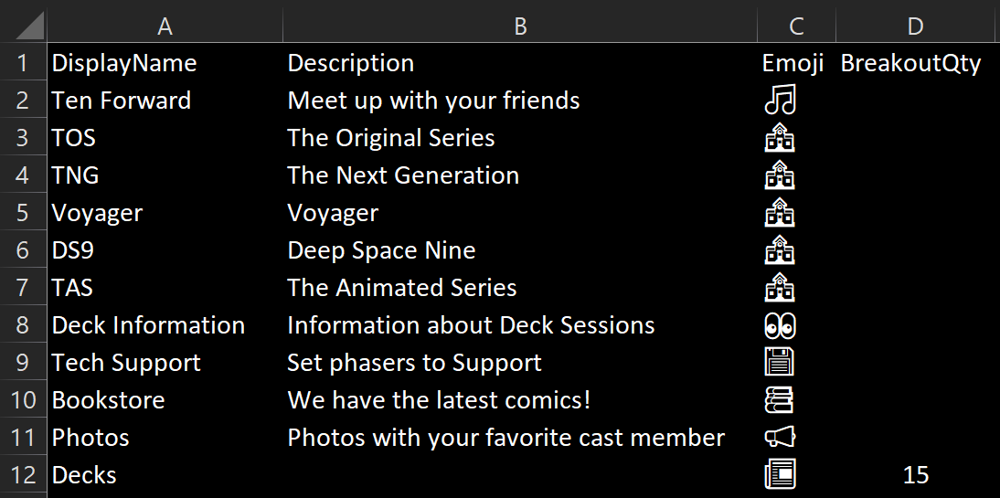 A B C D
1 DisplayName Description Emoji BreakoutQty
2 Ten Forward Meet up with your friends 🎵
3 TOS The Original Series 🏫
4 TNG The Next Generation 🏫
5 Voyager Voyager 🏫
6 DS9 Deep Space Nine 🏫
7 TAS The Animated Series 🏫
8 Deck Information Information about Deck Sessions 👀
9 Tech Support Set phasers to Support 💾
10 Bookstore We have the latest comics! 📚
11 Photos Photos with your favorite cast member 📣
12 Decks 📰 15